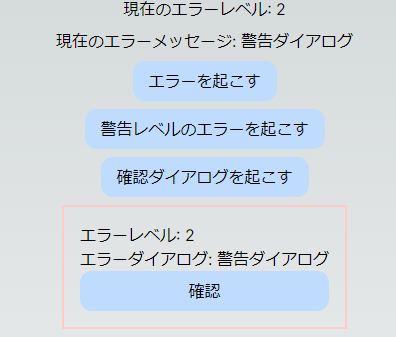 現在のエラーレベル: 2
現在のエラーメッセージ: 警告ダイアログ
エラーを起こす
警告レベルのエラーを起こす
確認ダイアログを起こす
エラーレベル: 2
エラーダイアログ: 警告ダイアログ
確認